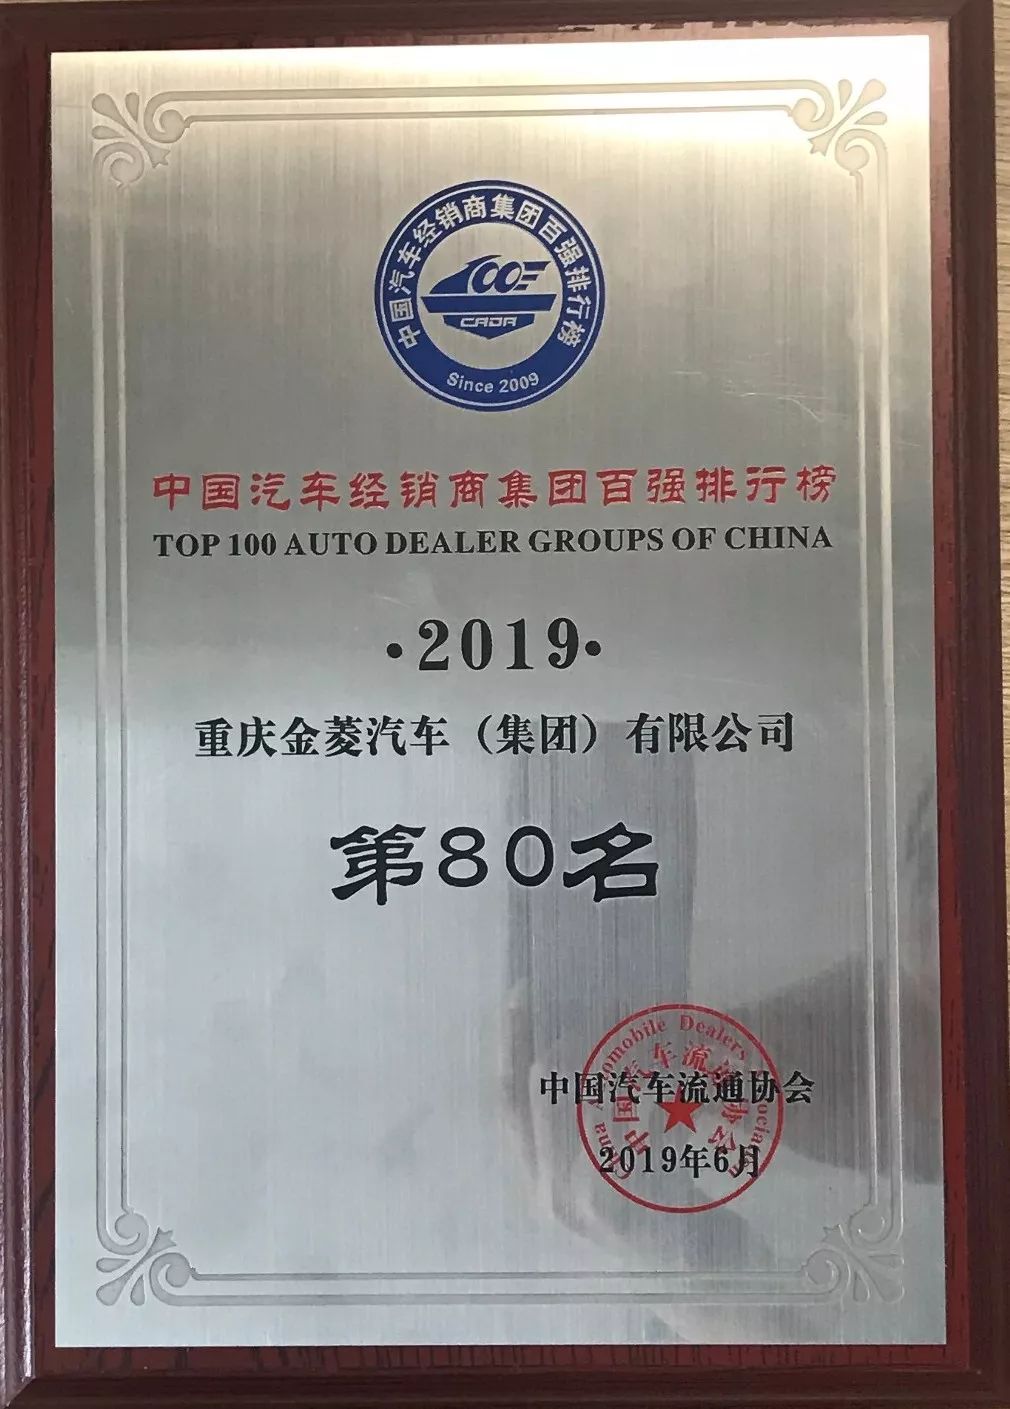 中国汽车经销商集团百强排行榜
CADA
Since 2009
中国汽车经销商集团百强排行榜
TOP 100 AUTO DEALER GROUPS OF CHINA
·2019·
重庆金菱汽车（集团）有限公司
第80名
Automobile Dealers
中国汽车流通协会
2019年6月